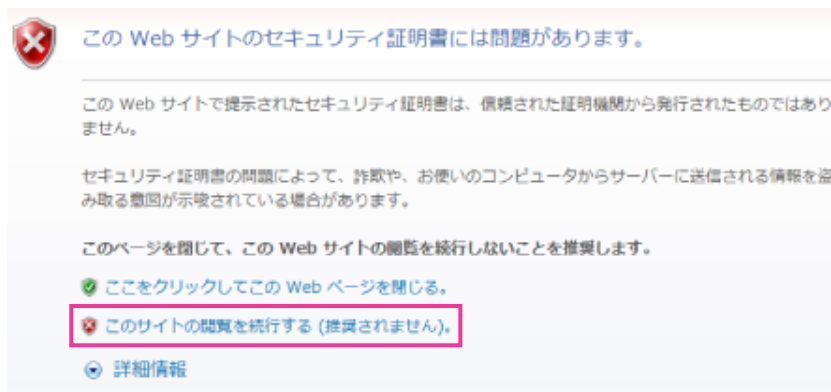 この Web サイトのセキュリティ証明書には問題があります。
この Web サイトで提示されたセキュリティ証明書は、信頼された証明機関から発行されたものではあり
ません。
セキュリティ証明書の問題によって、詐欺や、お使いのコンピュータからサーバーに送信される情報を盗
み取る意図が示唆されている場合があります。
このページを閉じて、この Web サイトの閲覧を続行しないことを推奨します。
ここをクリックしてこの Web ページを閉じる。
このサイトの閲覧を続行する (推奨されません)。
詳細情報